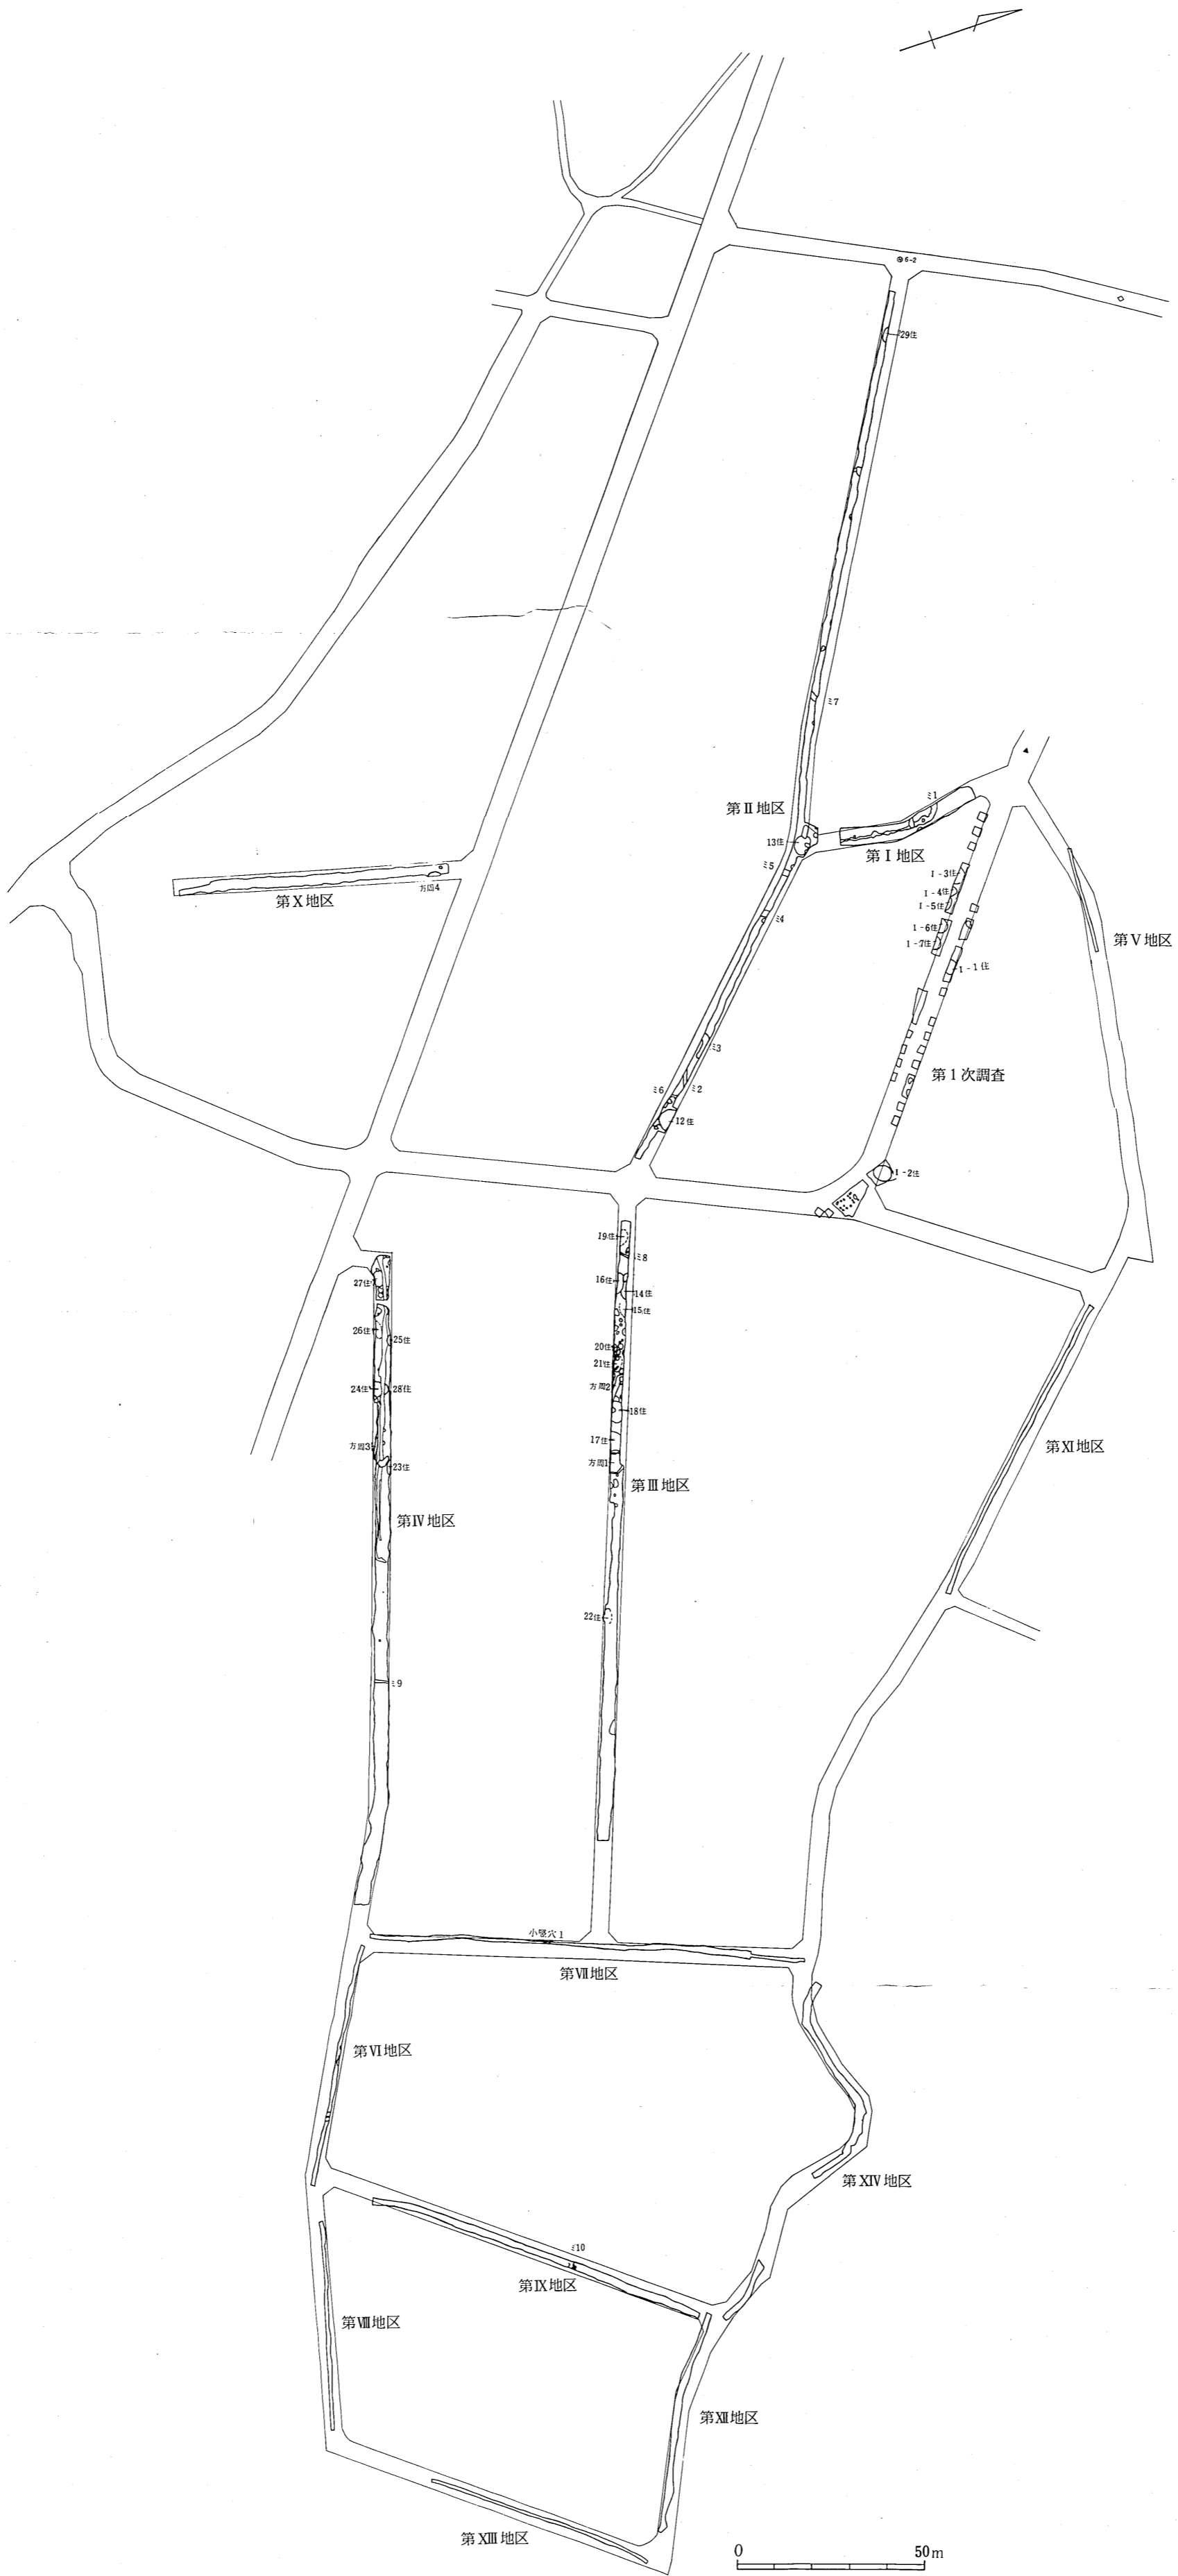 6-2
29住
ミ7
ミ1
第Ⅱ地区
13住
第Ⅰ地区
ミ5
Ⅰ-3住
方周4
Ⅰ-4住
第Ⅹ地区
Ⅰ-5住
ミ4
Ⅰ-6住
第Ⅴ地区
Ⅰ-7住
Ⅰ-1住
ミ3
第1次調査
ミ6
ミ2
12住
Ⅰ-2住
19住
ミ8
27住
16住
14住
15住
26住
25住
20住
21住
24住
28住
方周2
18住
17住
方周3
第Ⅺ地区
方周1
23住
第Ⅲ地区
第Ⅳ地区
22住
ミ9
小竪穴1
第Ⅶ地区
第Ⅵ地区
第XIV地区
ミ10
第Ⅸ地区
第Ⅷ地区
第Ⅻ地区
第XIII地区
0
50m